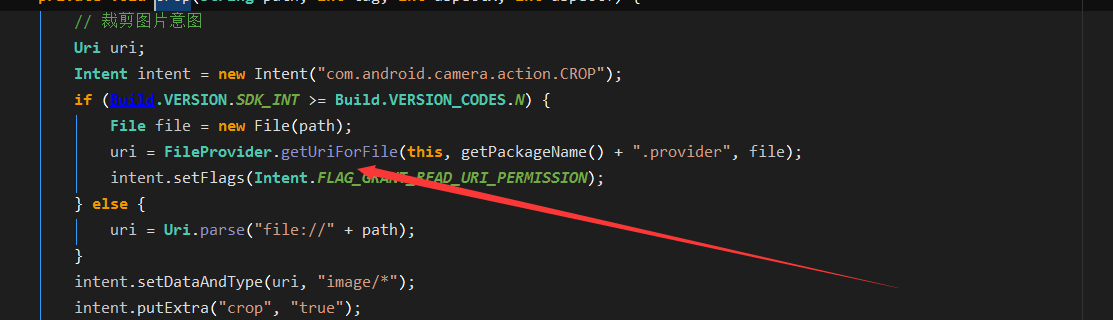 crop(String path, int tag, int aspectX, int aspectY) {
// 裁剪图片意图
Uri uri;
Intent intent = new Intent("com.android.camera.action.CROP");
if (Build.VERSION.SDK_INT >= Build.VERSION_CODES.N) {
File file = new File(path);
uri = FileProvider.getUriForFile(this, getPackageName() + ".provider", file);
intent.setFlags(Intent.FLAG_GRANT_READ_URI_PERMISSION);
} else {
uri = Uri.parse("file://" + path);
}
intent.setDataAndType(uri, "image/*");
intent.putExtra("crop", "true");